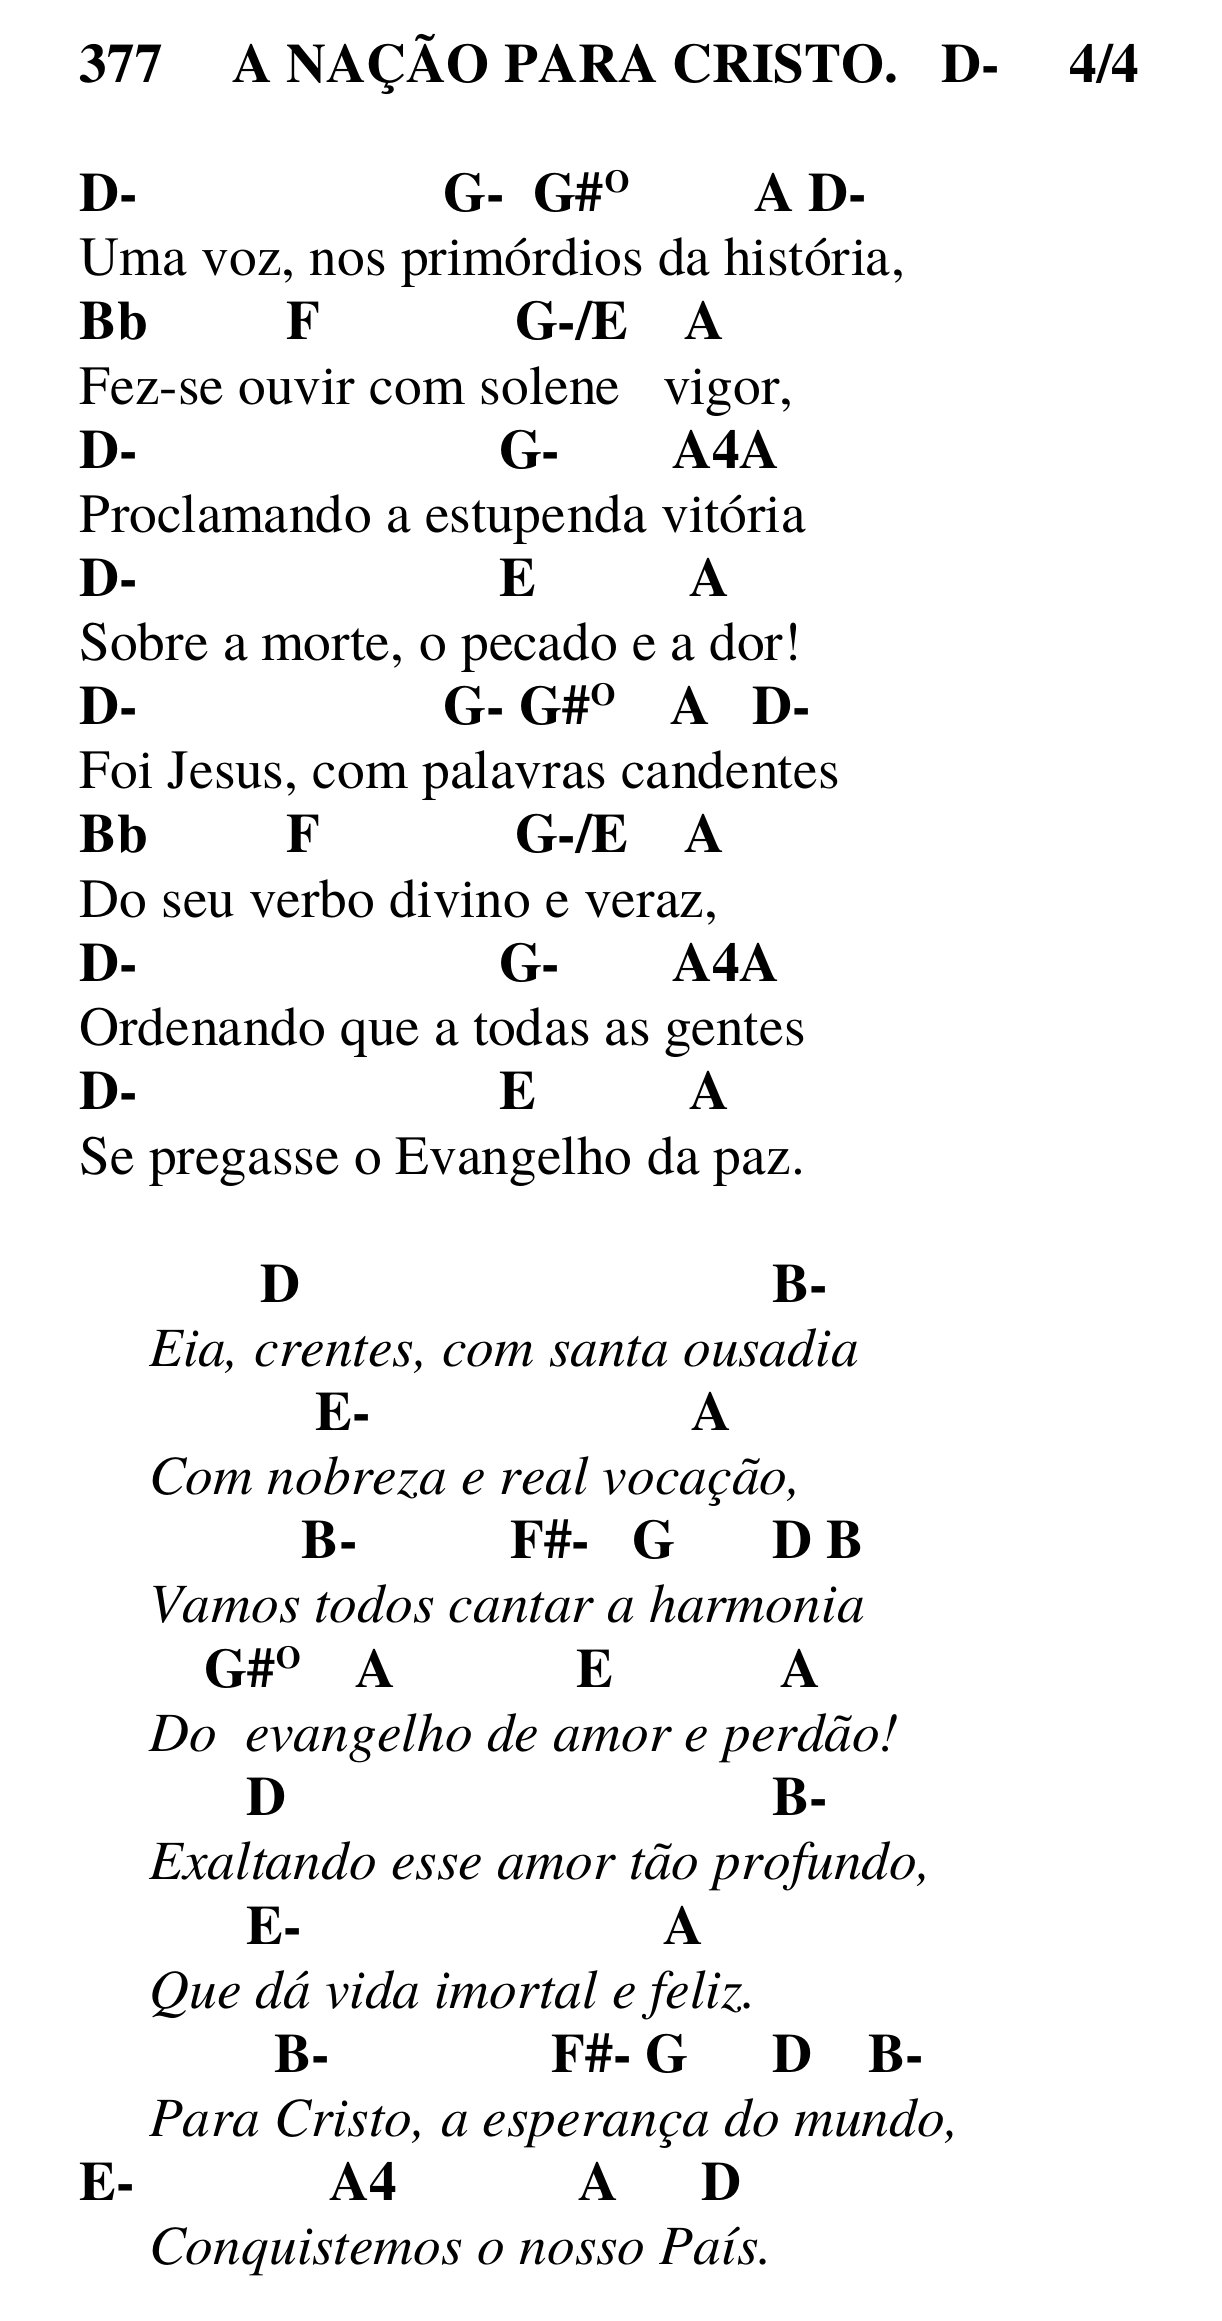 377 A NAÇÃO PARA CRISTO. D- 4/4
D- G- G#º A D-
Uma voz, nos primórdios da história,
Bb F G-/E A
Fez-se ouvir com solene vigor,
D- G- A4A
Proclamando a estupenda vitória
D- E A
Sobre a morte, o pecado e a dor!
D- G- G#º A D-
Foi Jesus, com palavras candentes
Bb F G-/E A
Do seu verbo divino e veraz,
D- G- A4A
Ordenando que a todas as gentes
D- E A
Se pregasse o Evangelho da paz.
D B-
Eia, crentes, com santa ousadia
E- A
Com nobreza e real vocação,
B- F#- G D B
Vamos todos cantar a harmonia
G#º A E A
Do evangelho de amor e perdão!
D B-
Exaltando esse amor tão profundo,
E- A
Que dá vida imortal e feliz.
B- F#- G D B-
Para Cristo, a esperança do mundo,
E- A4 A D
Conquistemos o nosso País.